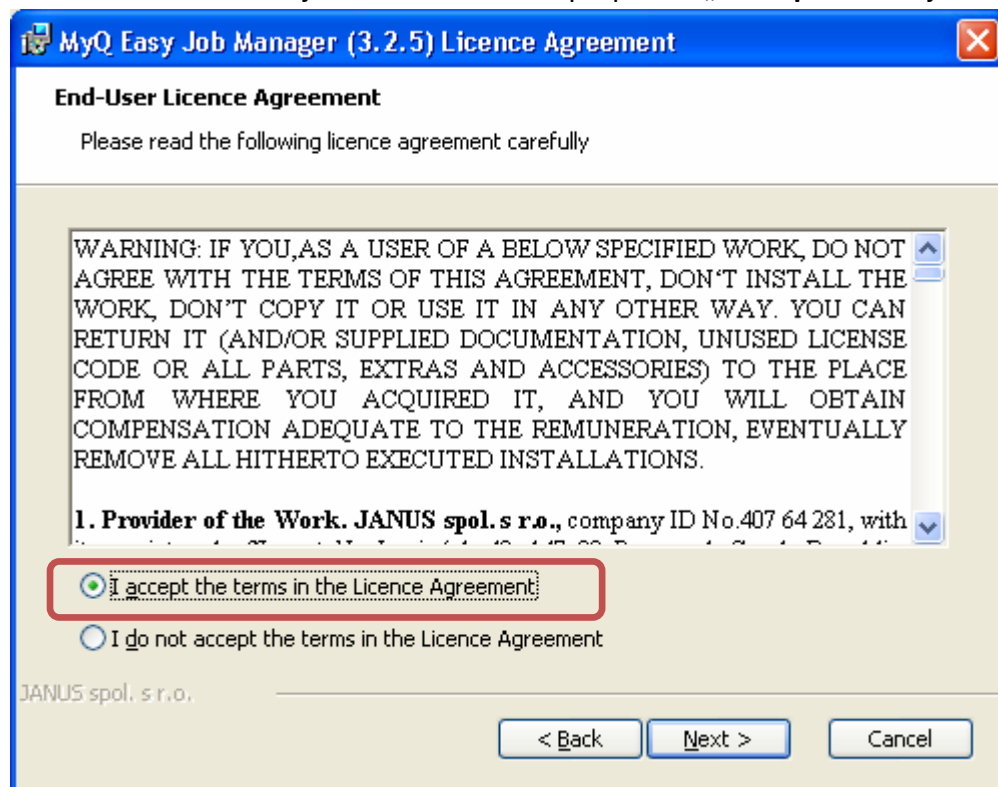 MyQ Easy Job Manager (3.2.5) Licence Agreement
End-User Licence Agreement
Please read the following licence agreement carefully
WARNING: IF YOU,AS A USER OF A BELOW SPECIFIED WORK, DO NOT
AGREE WITH THE TERMS OF THIS AGREEMENT, DON‘T INSTALL THE
WORK, DON’T COPY IT OR USE IT IN ANY OTHER WAY. YOU CAN
RETURN IT (AND/OR SUPPLIED DOCUMENTATION, UNUSED LICENSE
CODE OR ALL PARTS, EXTRAS AND ACCESSORIES) TO THE PLACE
FROM WHERE YOU ACQUIRED IT, AND YOU WILL OBTAIN
COMPENSATION ADEQUATE TO THE REMUNERATION, EVENTUALLY
REMOVE ALL HITHERTO EXECUTED INSTALLATIONS.
1. Provider of the Work. JANUS spol. s r.o., company ID No.407 64 281, with
I accept the terms in the Licence Agreement
I do not accept the terms in the Licence Agreement
JANUS spol. s r.o.
< Back
Next >
Cancel